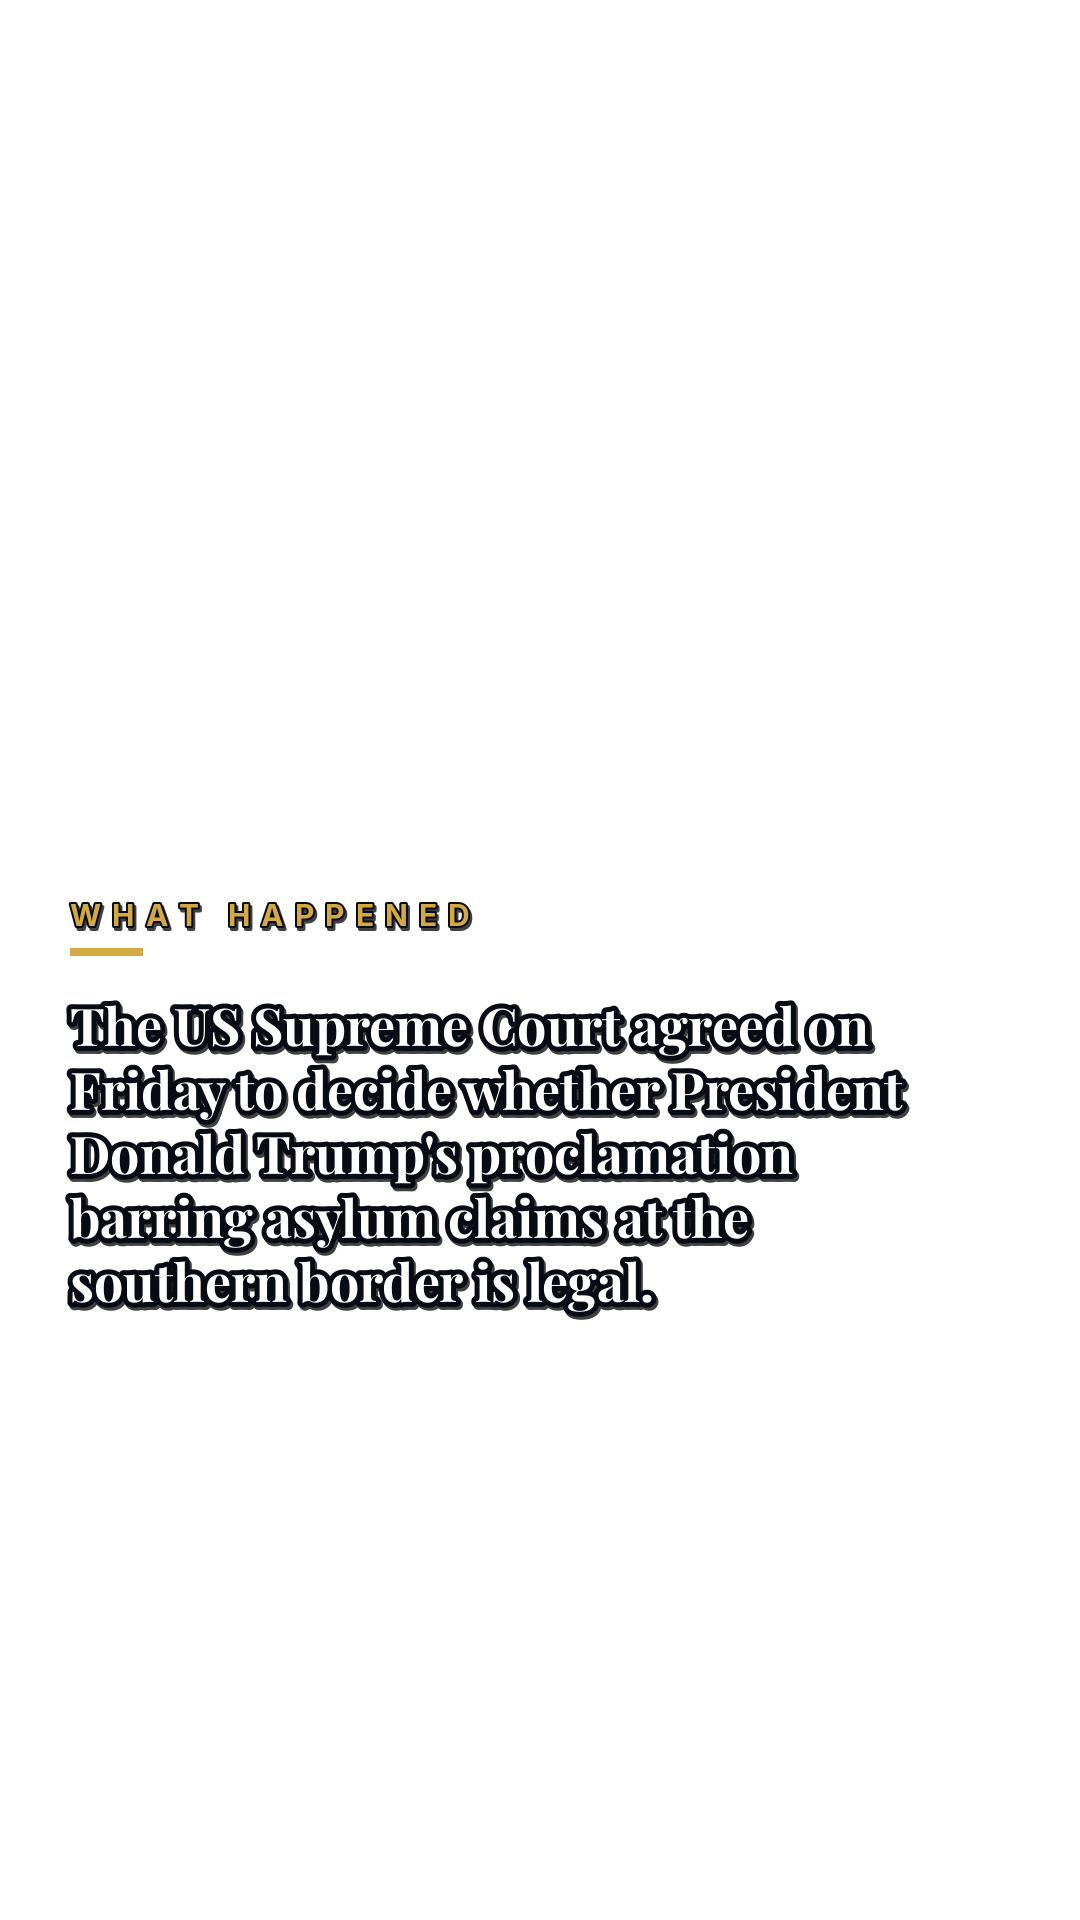 WHAT HAPPENED
The US Supreme Court agreed on
Friday to decide whether President
Donald Trump's proclamation
barring asylum claims at the
southern border is legal.